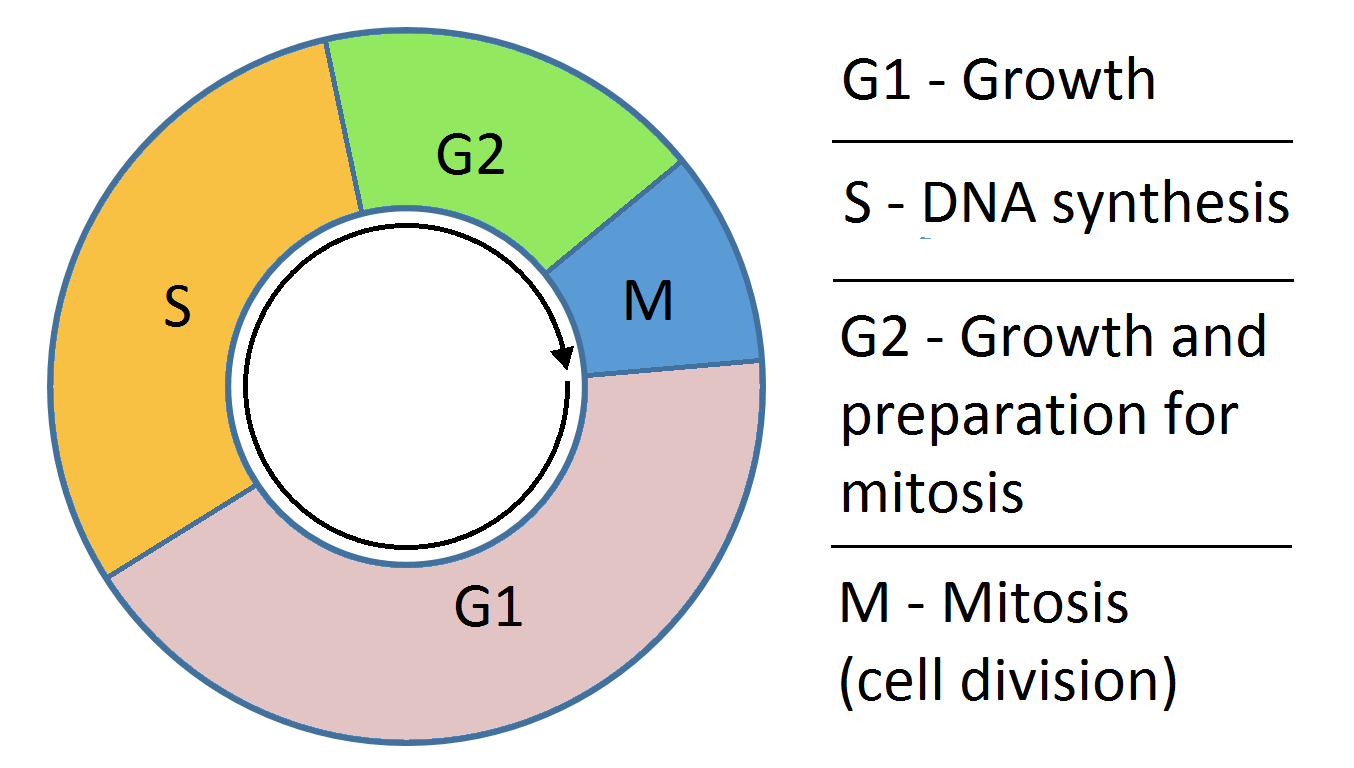 G2
S
M
G1
G1 - Growth
S - DNA synthesis
G2 - Growth and
preparation for
mitosis
M - Mitosis
(cell division)